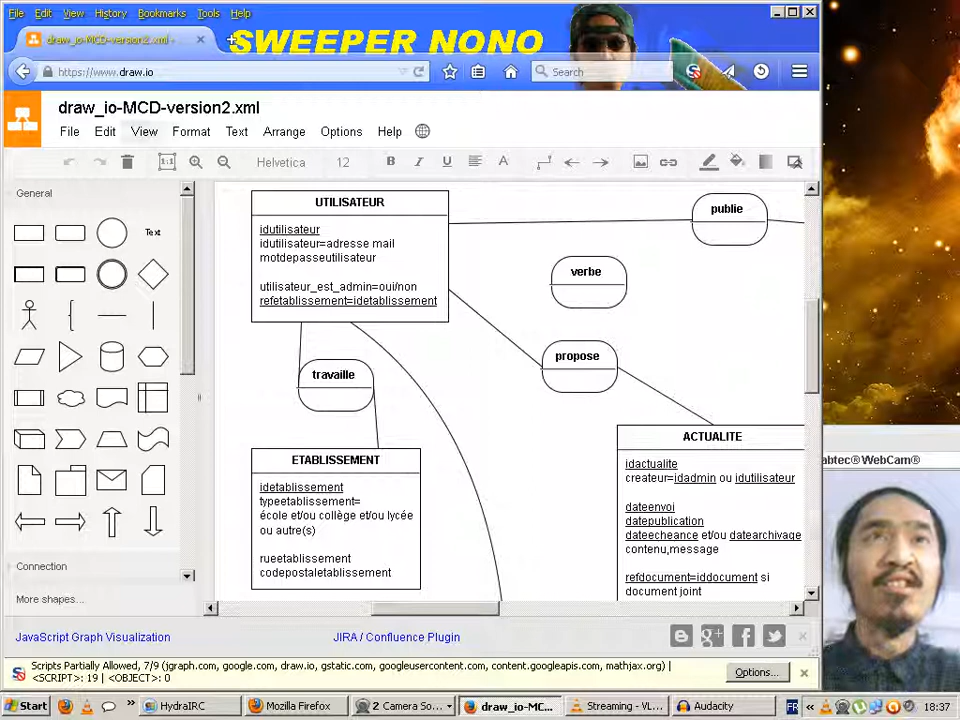 File Edit View History Bookmarks Tools Help
SWEEPER NONO
draw_io-MCD-version2.xml -
https://www.draw.io
Search
draw_io-MCD-version2.xml
File Edit View Format Text Arrange Options Help
1:1 Helvetica 12 B I U A
General
Text
Connection
More shapes...
UTILISATEUR
idutilisateur
idutilisateur=adresse mail
motdepasseutilisateur
utilisateur_est_admin=oui/non
refetablissement=idetablissement
publie
verbe
propose
travaille
ETABLISSEMENT
idetablissement
typeetablissement=
école et/ou collège et/ou lycée
ou autre(s)
rueetablissement
codepostaletablissement
ACTUALITE
idactualite
createur=idadmin ou idutilisateur
dateenvoi
datepublication
dateecheance et/ou datearchivage
contenu,message
refdocument=iddocument si
document joint
abtec®WebCam®
JavaScript Graph Visualization
JIRA / Confluence Plugin
Scripts Partially Allowed, 7/9 (jgraph.com, google.com, draw.io, gstatic.com, googleusercontent.com, content.googleapis.com, mathjax.org) |
<SCRIPT>: 19 | <OBJECT>: 0
Options...
Start
HydraIRC
Mozilla Firefox
2 Camera So...
draw_io-MC...
Streaming - VL...
Audacity
FR
18:37